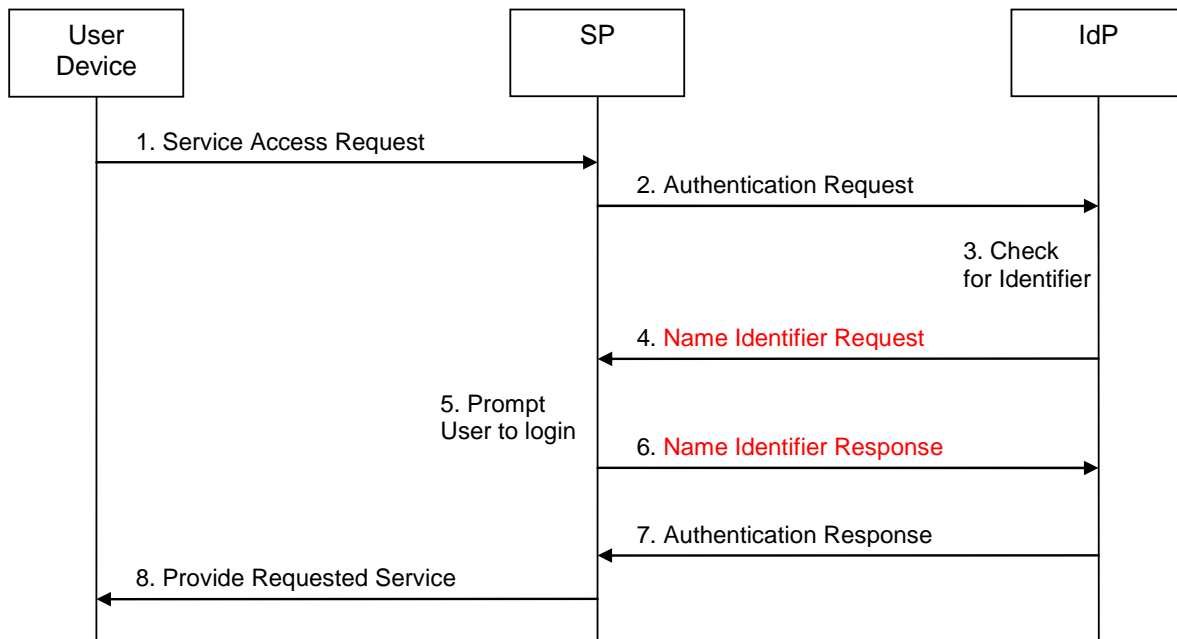 User
Device
SP
IdP
1. Service Access Request
2. Authentication Request
3. Check
for Identifier
4. Name Identifier Request
5. Prompt
User to login
6. Name Identifier Response
7. Authentication Response
8. Provide Requested Service